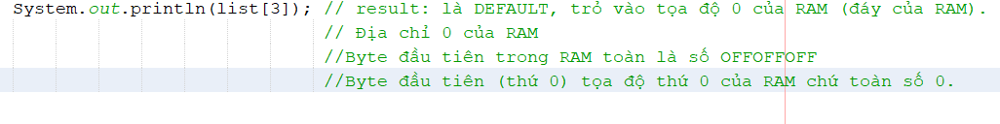 System.out.println(list[3]); // result: là DEFAULT, trỏ vào tọa độ 0 của RAM (đáy của RAM).
// Địa chỉ 0 của RAM
//Byte đầu tiên trong RAM toàn là số OFFOFFOFF
//Byte đầu tiên (thứ 0) tọa độ thứ 0 của RAM chứ toàn số 0.